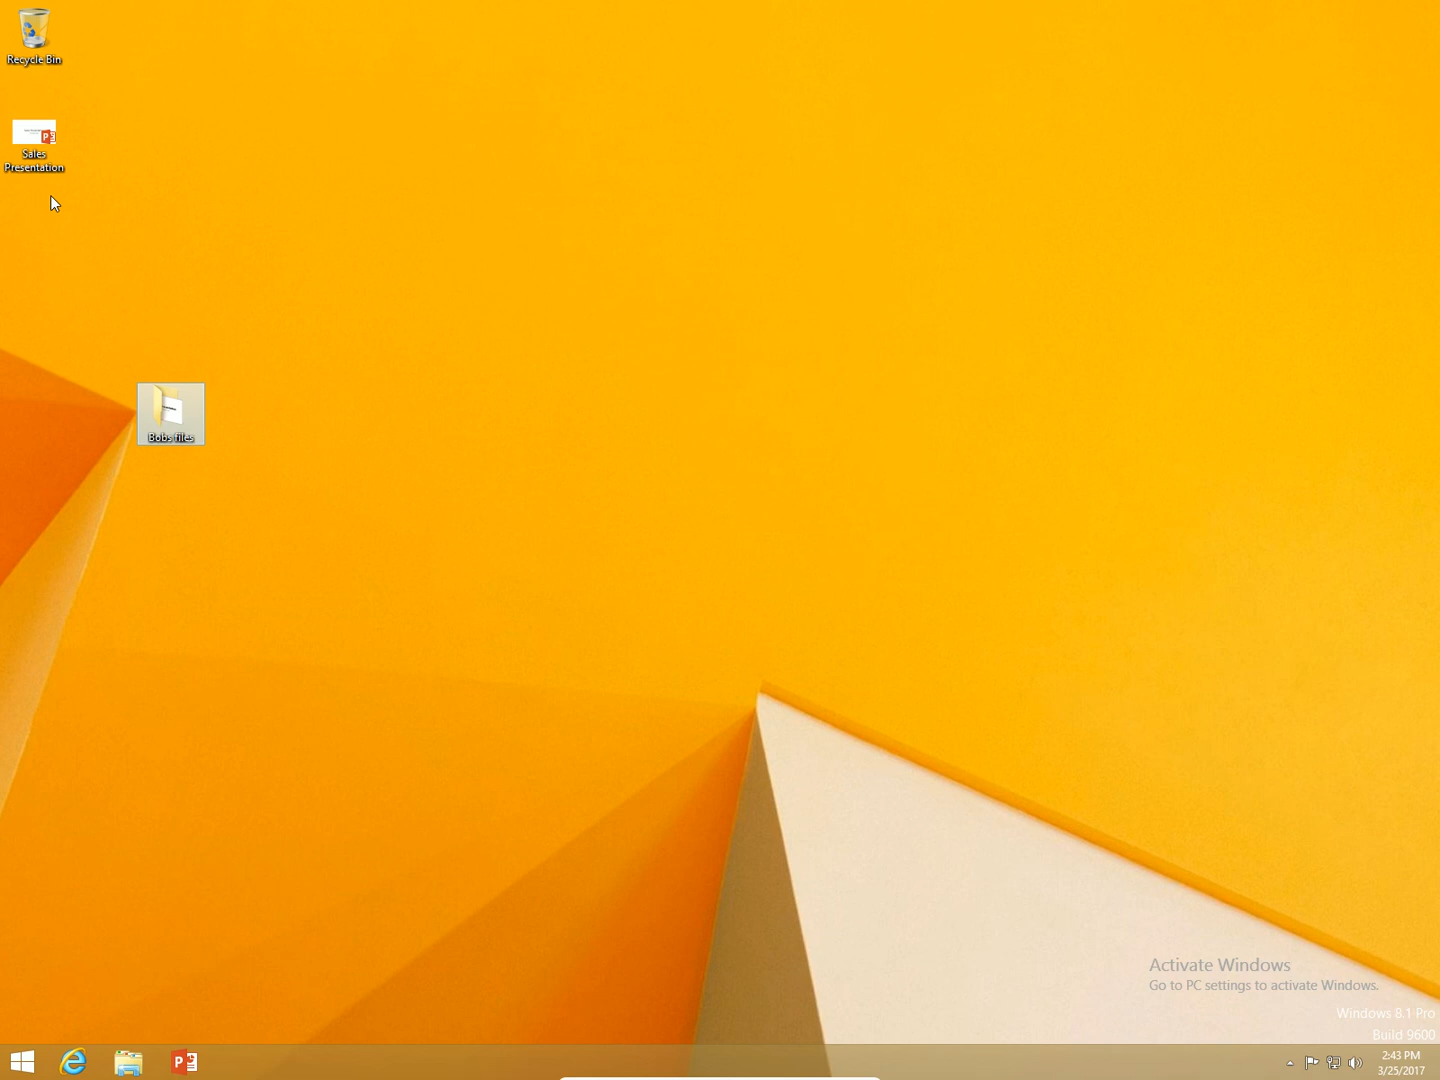 Recycle Bin
Sales
Presentation
Bobs files
Activate Windows
Go to PC settings to activate Windows.
Windows 8.1 Pro
Build 9600
2:43 PM
3/25/2017